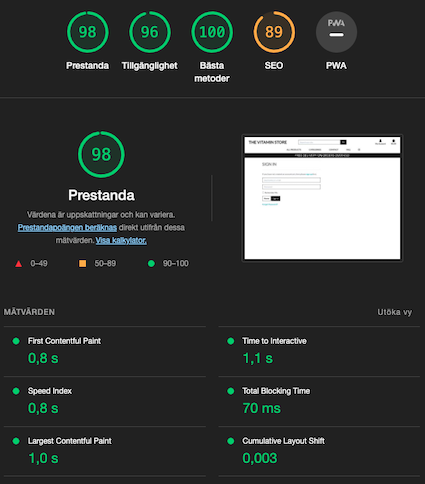 98
96
100
89
PWA
Prestanda
Tillgänglighet
Bästa
metoder
SEO
PWA
98
Prestanda
Värdena är uppskattningar och kan variera.
Prestandapoängen beräknas direkt utifrån dessa
mätvärden. Visa kalkylator.
0–49
50–89
90–100
THE VITAMIN STORE
SIGN IN
MÄTVÄRDEN
Utöka vy
First Contentful Paint
0,8 s
Time to Interactive
1,1 s
Speed Index
0,8 s
Total Blocking Time
70 ms
Largest Contentful Paint
1,0 s
Cumulative Layout Shift
0,003